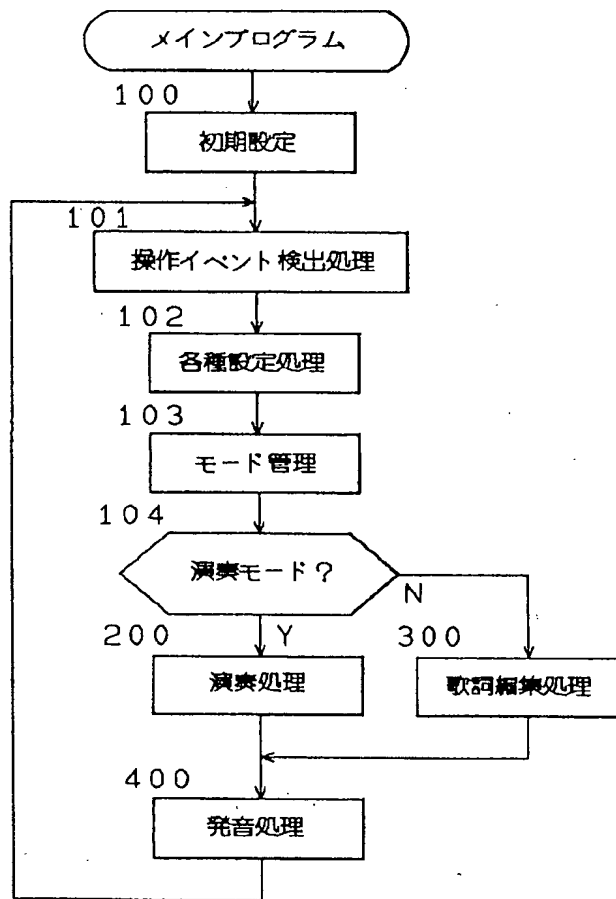 メインプログラム
100
初期設定
101
操作イベント検出処理
102
各種設定処理
103
モード管理
104
演奏モード?
N
200
Y
300
演奏処理
歌詞編集処理
400
発音処理